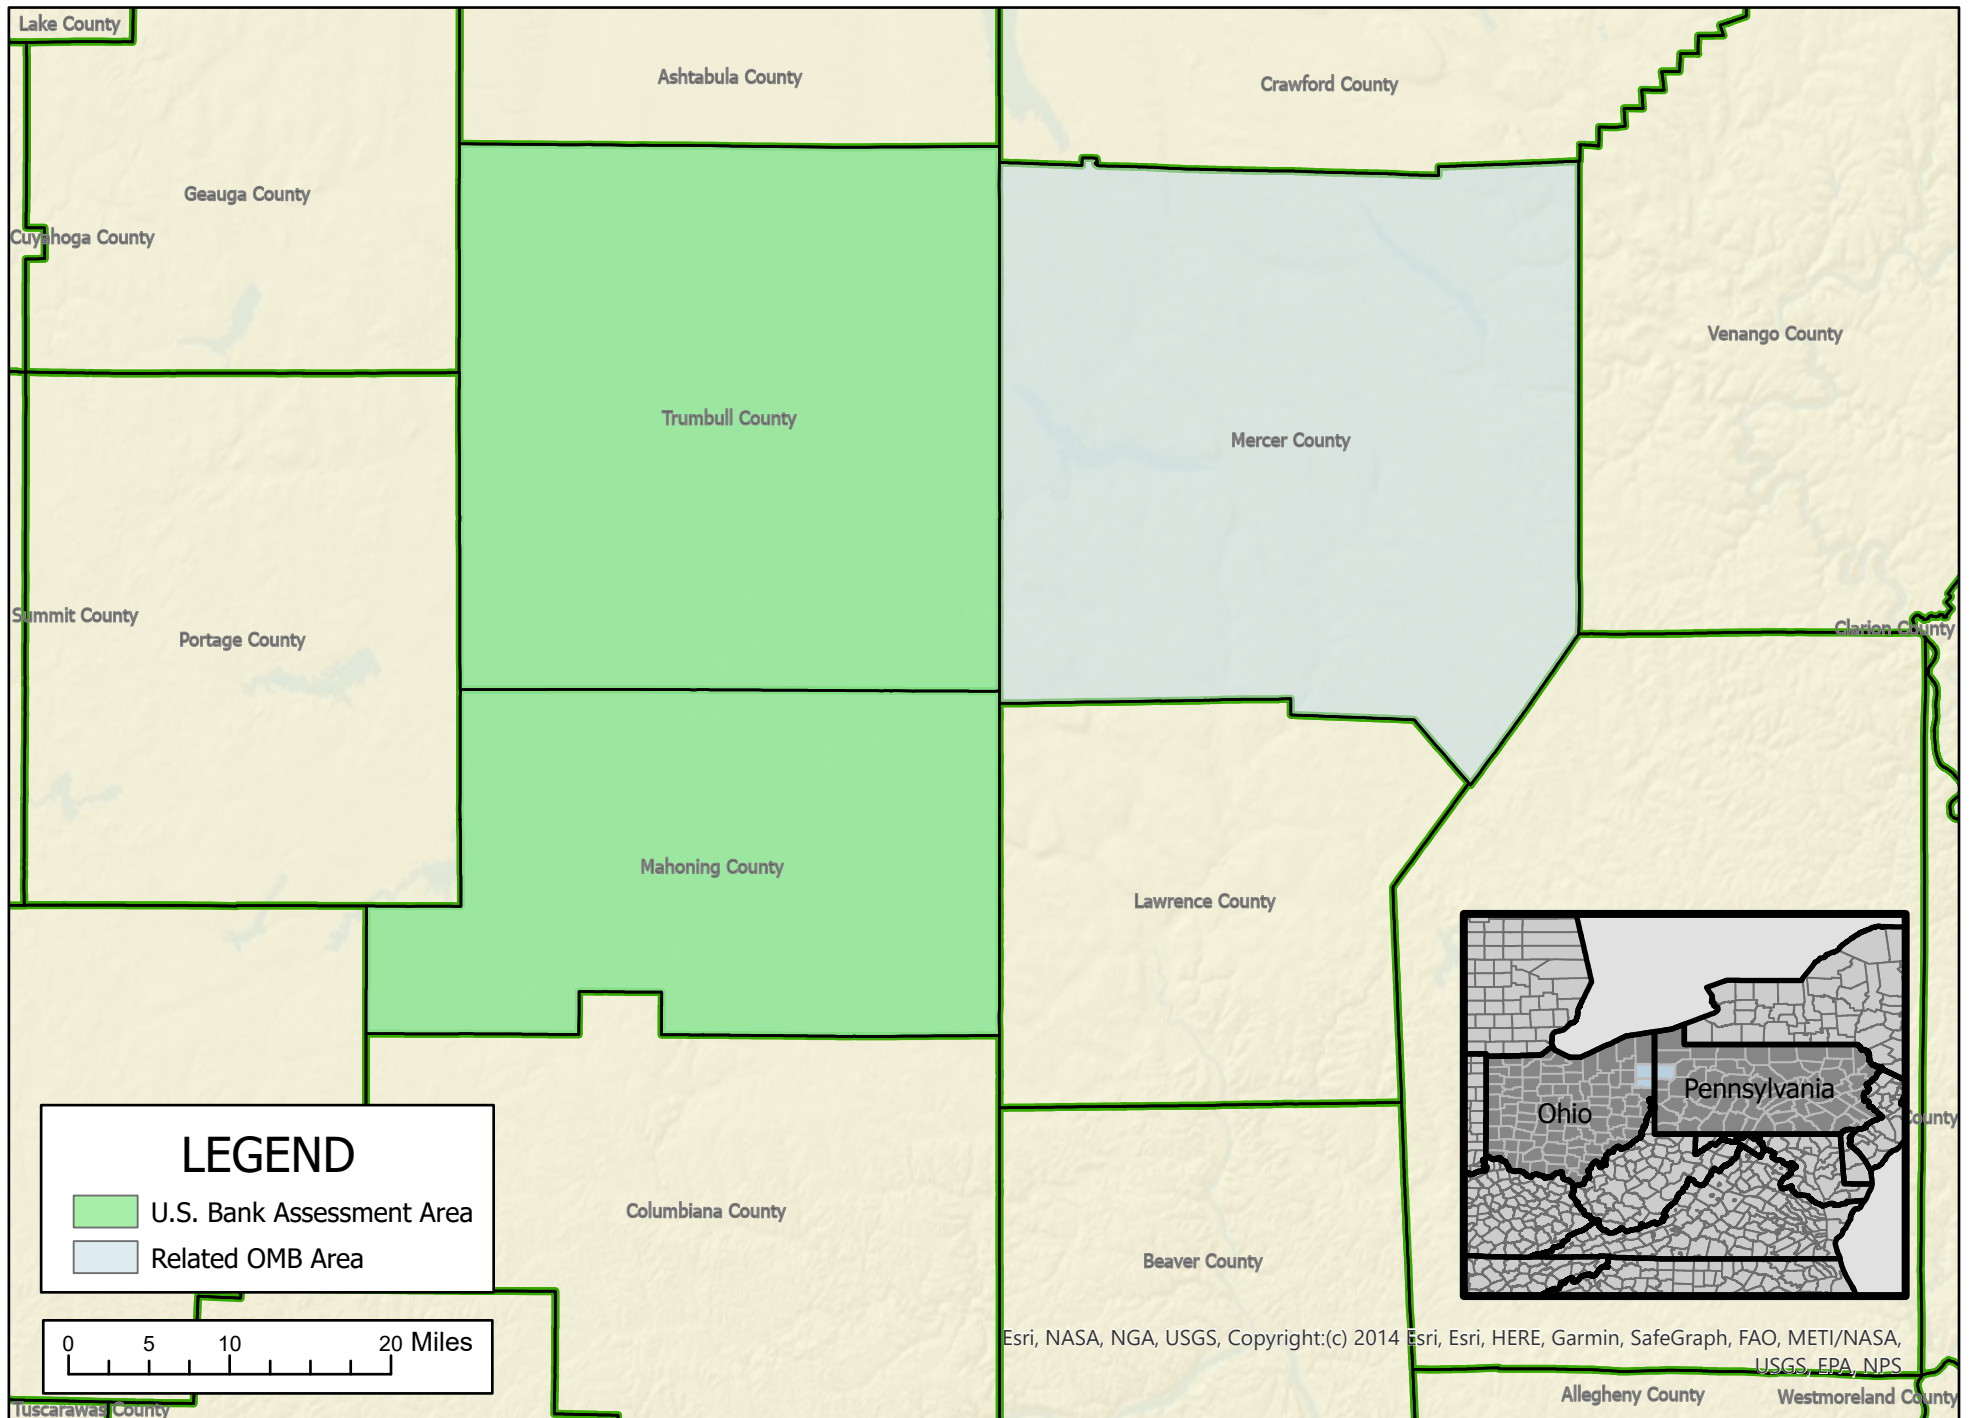 Lake County
Ashtabula County
Crawford County
Geauga County
Cuyahoga County
Venango County
Trumbull County
Mercer County
Summit County
Portage County
Clarion County
Mahoning County
Lawrence County
Pennsylvania
Ohio
County
LEGEND
U.S. Bank Assessment Area
Related OMB Area
Columbiana County
Beaver County
0 5 10 20 Miles
Esri, NASA, NGA, USGS, Copyright:(c) 2014 Esri, Esri, HERE, Garmin, SafeGraph, FAO, METI/NASA,
USGS, EPA, NPS
Allegheny County
Westmoreland County
Tuscarawas County